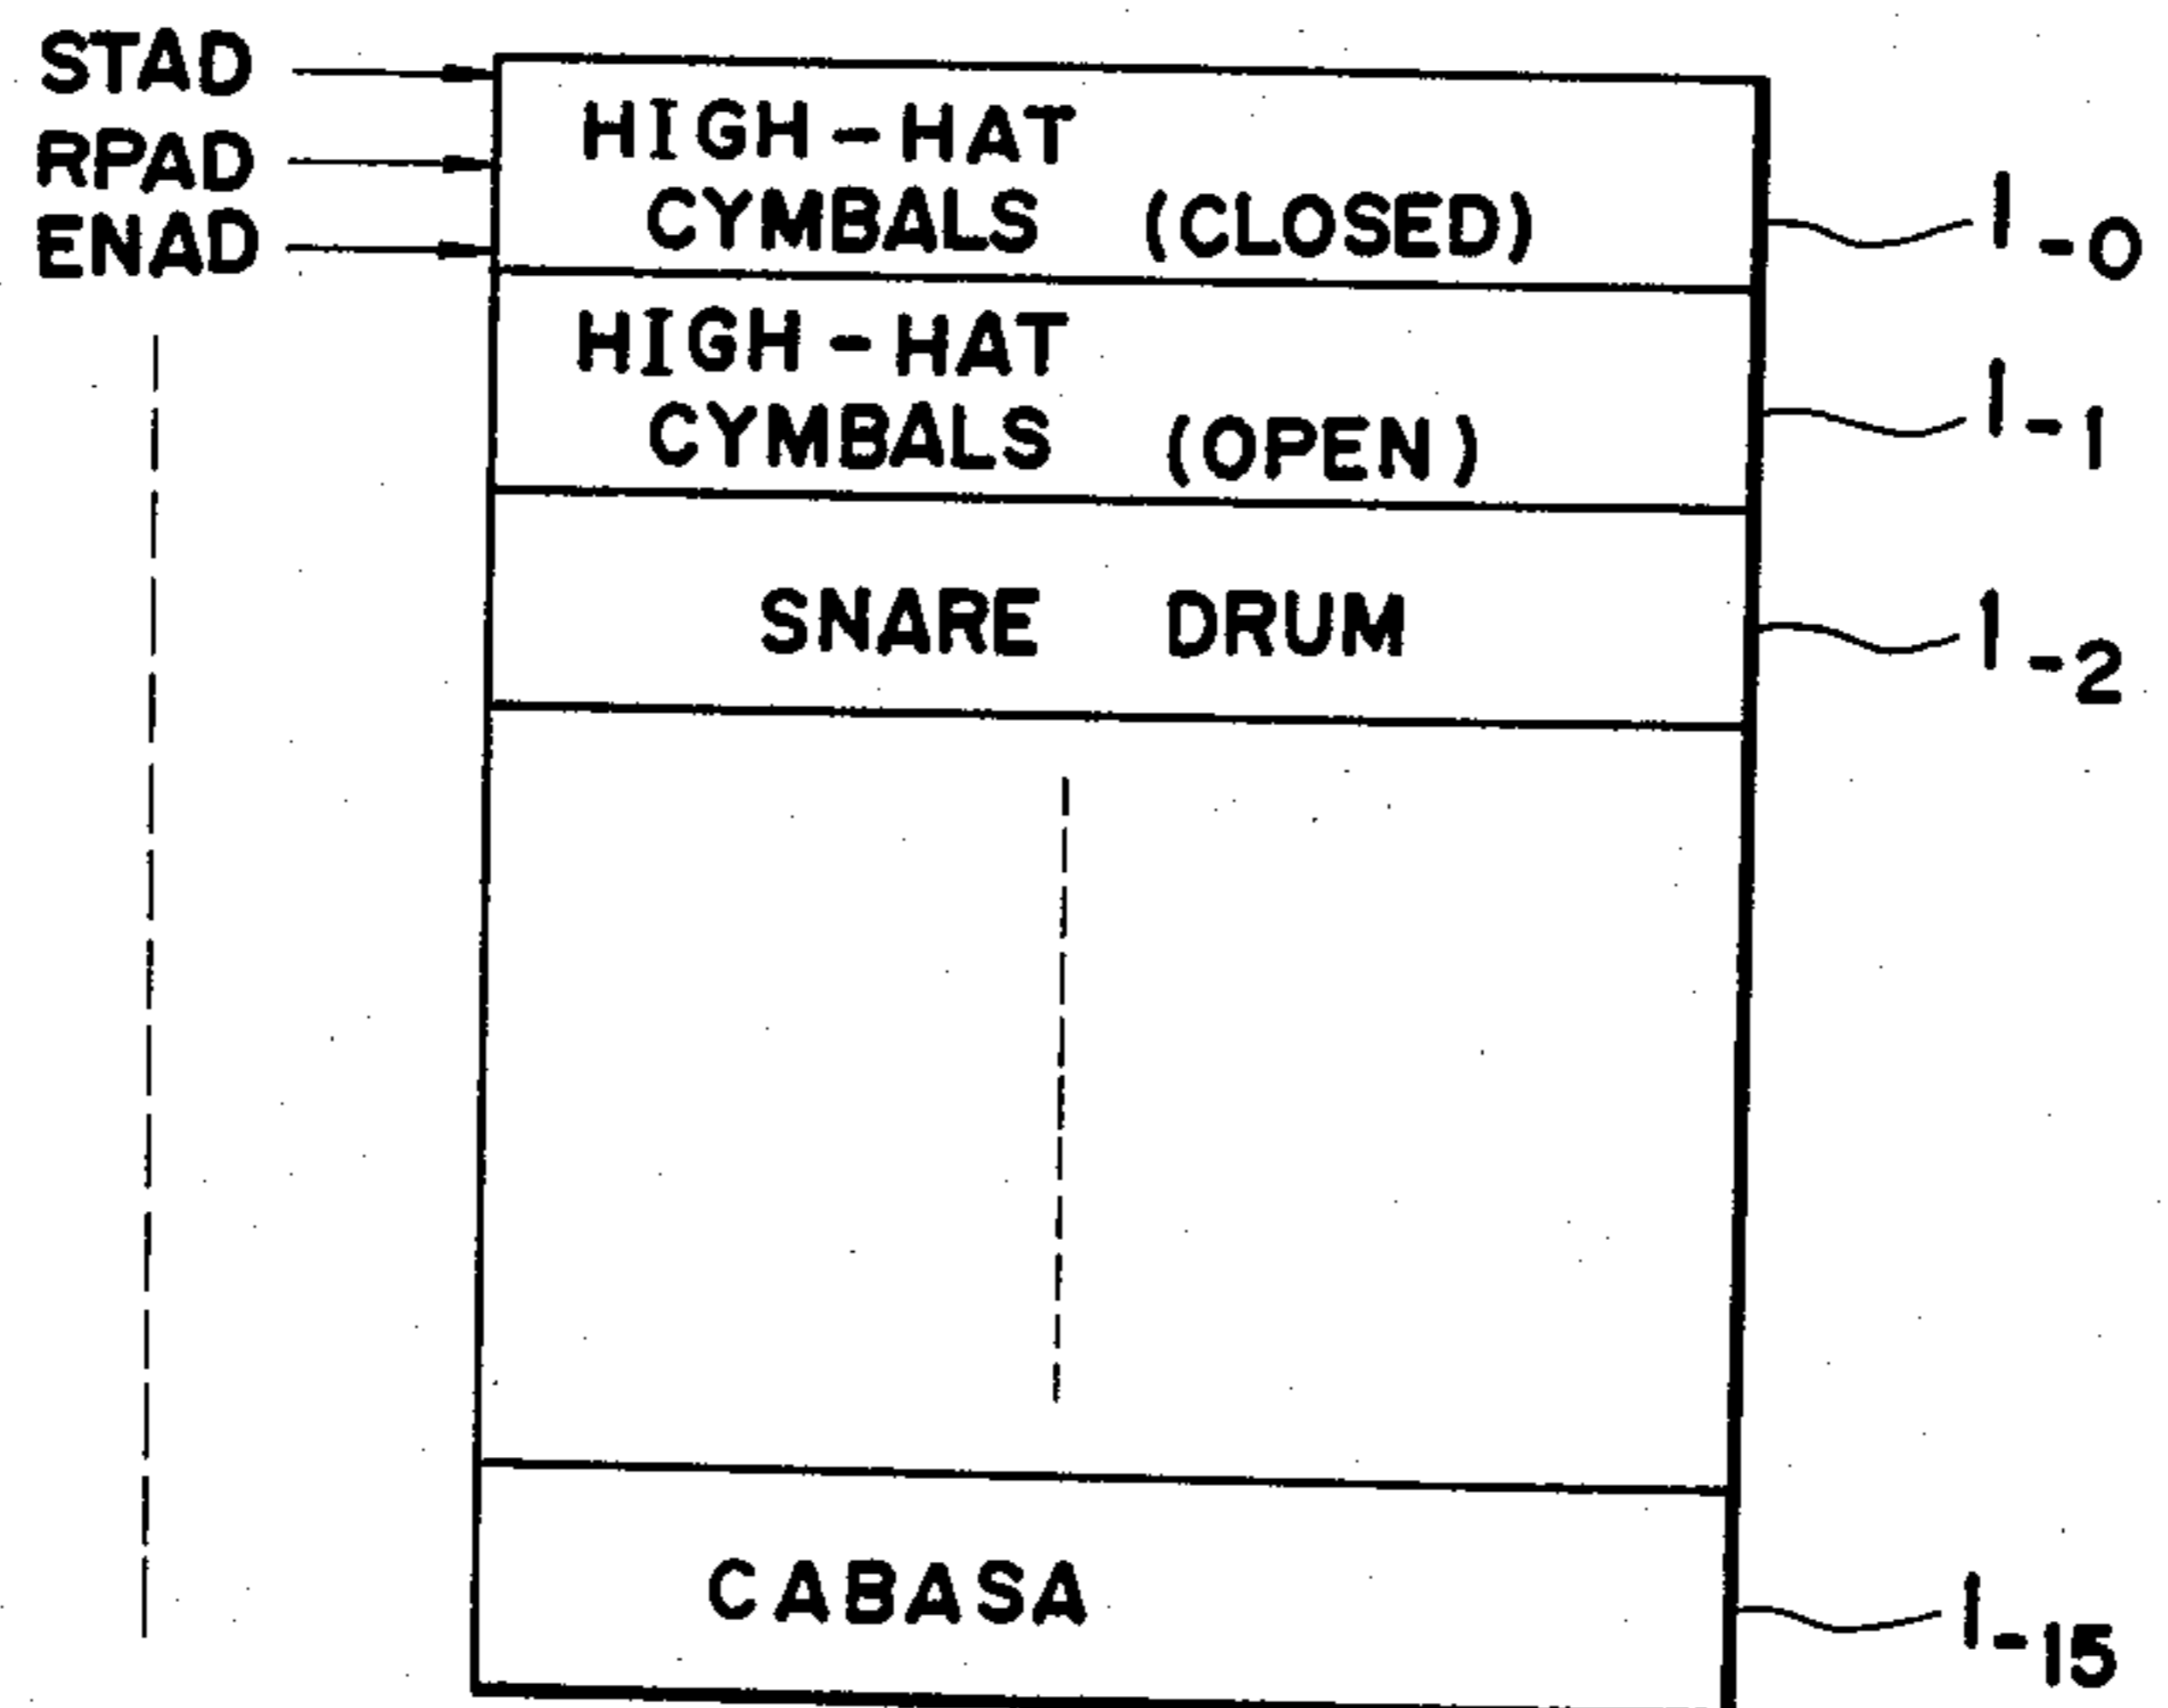 STAD
RPAD
ENAD
HIGH-HAT
CYMBALS (CLOSED)
1-0
HIGH-HAT
CYMBALS (OPEN)
1-1
SNARE DRUM
1-2
CABASA
1-15